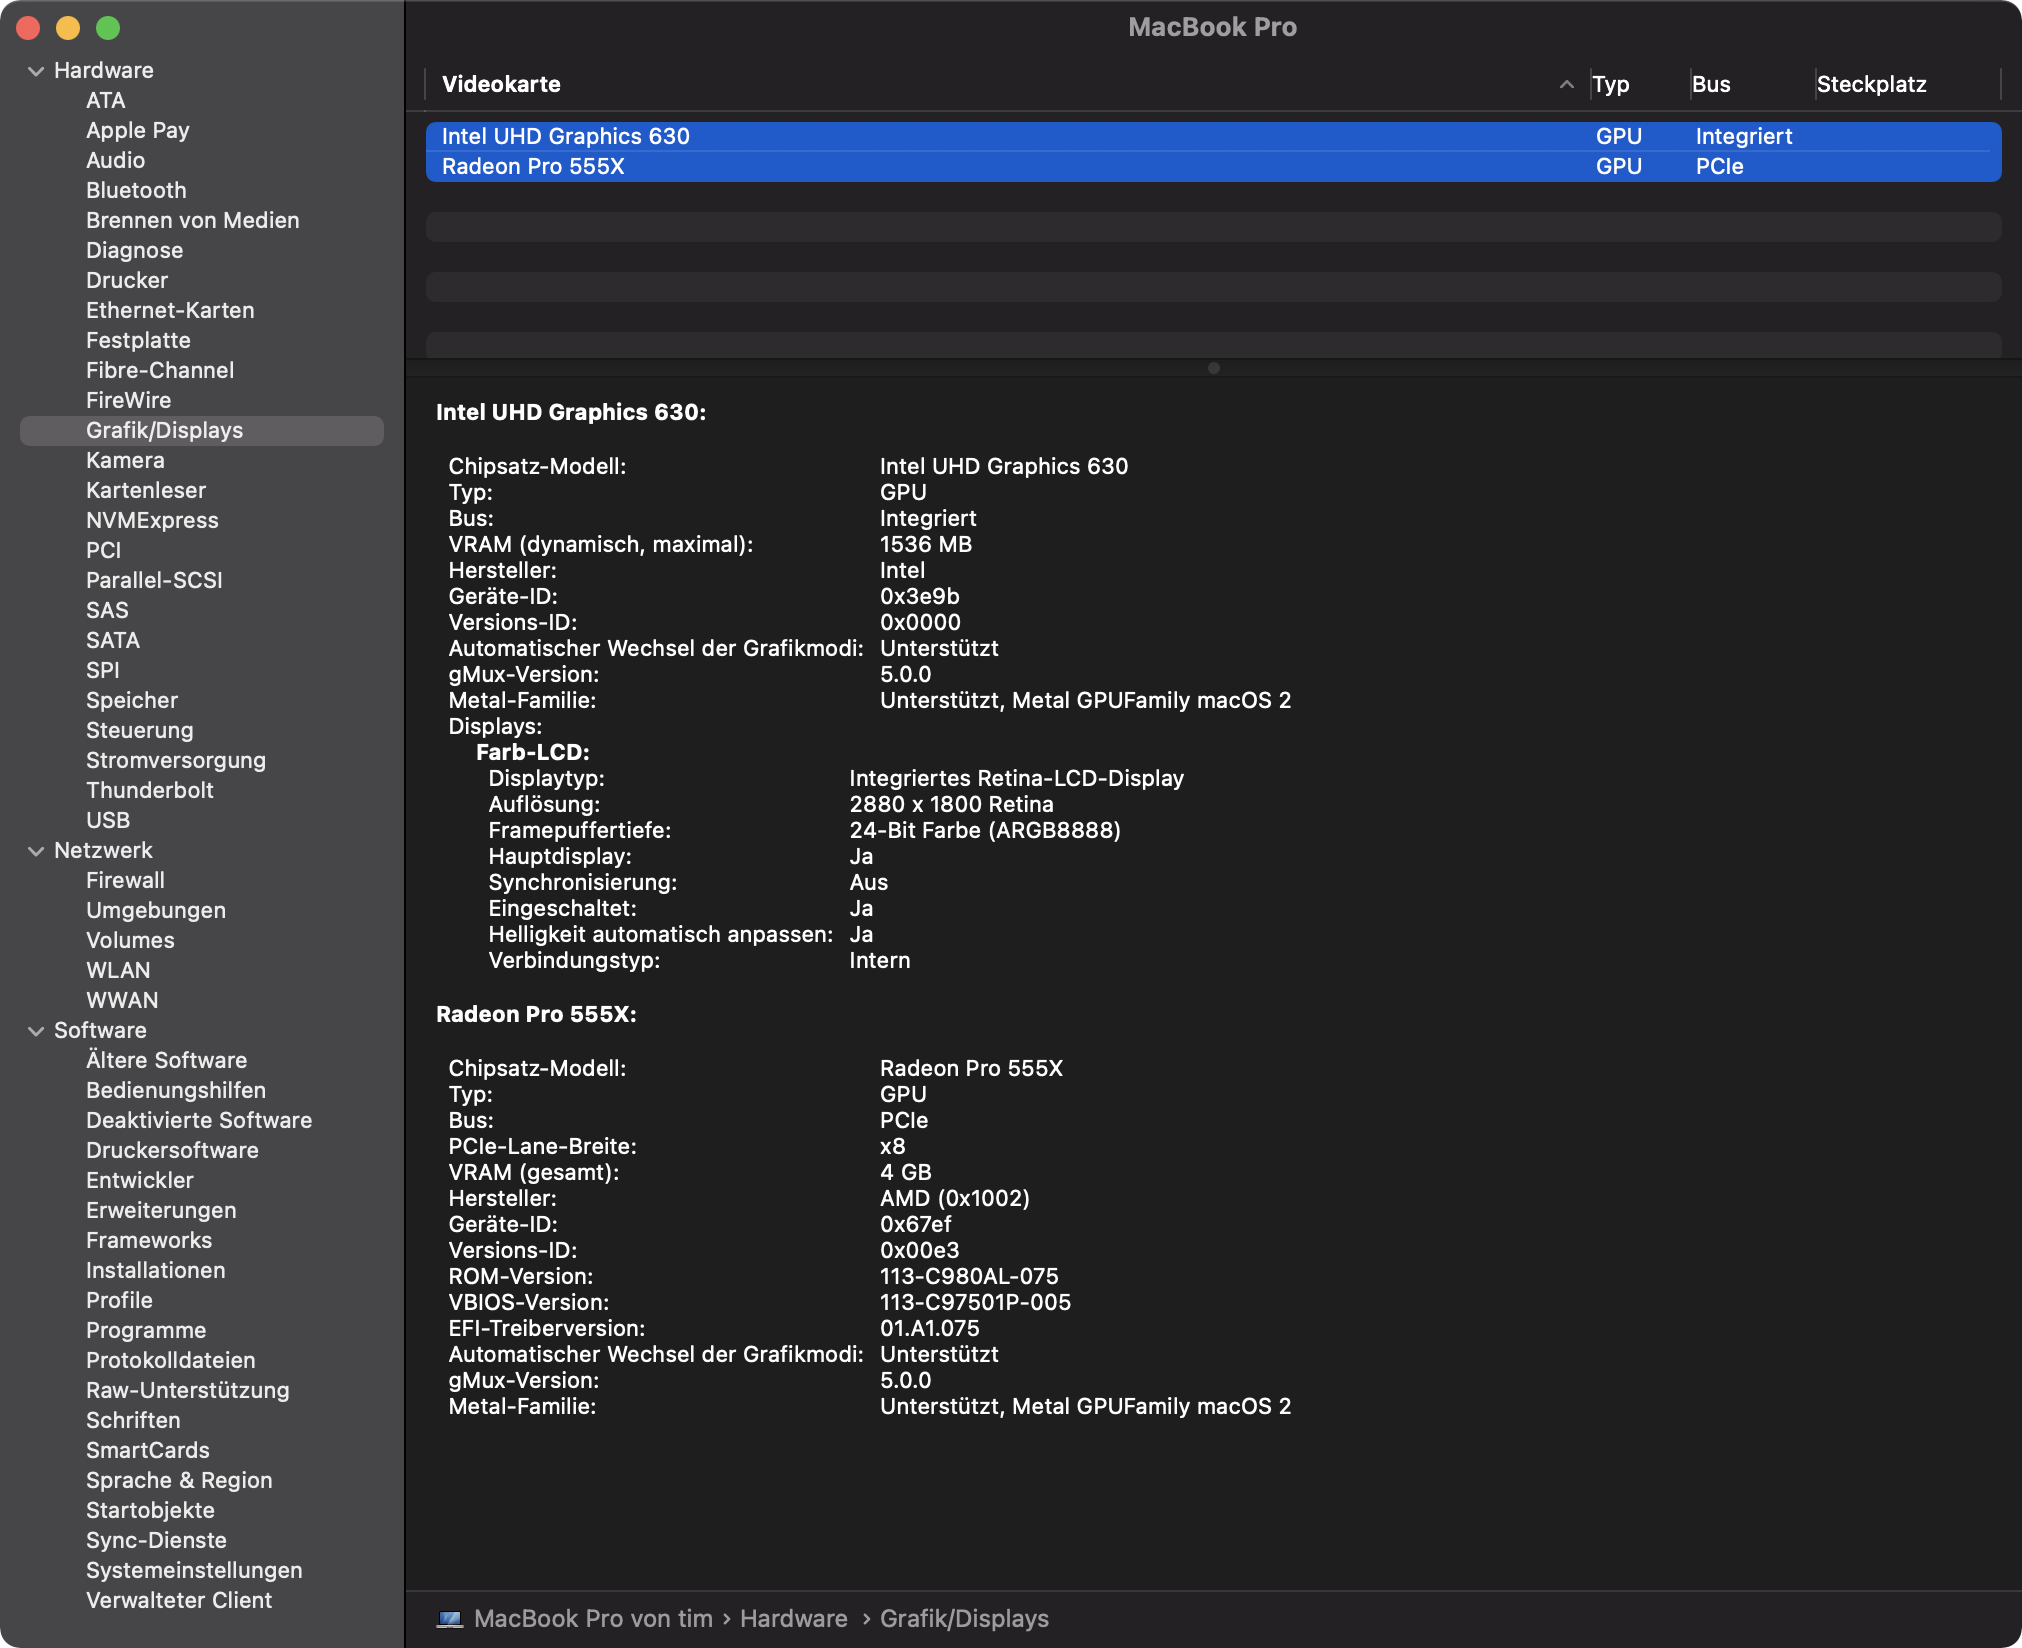 MacBook Pro
Hardware
ATA
Apple Pay
Audio
Bluetooth
Brennen von Medien
Diagnose
Drucker
Ethernet-Karten
Festplatte
Fibre-Channel
FireWire
Grafik/Displays
Kamera
Kartenleser
NVMExpress
PCI
Parallel-SCSI
SAS
SATA
SPI
Speicher
Steuerung
Stromversorgung
Thunderbolt
USB
Netzwerk
Firewall
Umgebungen
Volumes
WLAN
WWAN
Software
Ältere Software
Bedienungshilfen
Deaktivierte Software
Druckersoftware
Entwickler
Erweiterungen
Frameworks
Installationen
Profile
Programme
Protokolldateien
Raw-Unterstützung
Schriften
SmartCards
Sprache & Region
Startobjekte
Sync-Dienste
Systemeinstellungen
Verwalteter Client
Videokarte Typ Bus Steckplatz
Intel UHD Graphics 630 GPU Integriert
Radeon Pro 555X GPU PCIe
Intel UHD Graphics 630:
Chipsatz-Modell: Intel UHD Graphics 630
Typ: GPU
Bus: Integriert
VRAM (dynamisch, maximal): 1536 MB
Hersteller: Intel
Geräte-ID: 0x3e9b
Versions-ID: 0x0000
Automatischer Wechsel der Grafikmodi: Unterstützt
gMux-Version: 5.0.0
Metal-Familie: Unterstützt, Metal GPUFamily macOS 2
Displays:
Farb-LCD:
Displaytyp: Integriertes Retina-LCD-Display
Auflösung: 2880 x 1800 Retina
Framepuffertiefe: 24-Bit Farbe (ARGB8888)
Hauptdisplay: Ja
Synchronisierung: Aus
Eingeschaltet: Ja
Helligkeit automatisch anpassen: Ja
Verbindungstyp: Intern
Radeon Pro 555X:
Chipsatz-Modell: Radeon Pro 555X
Typ: GPU
Bus: PCIe
PCIe-Lane-Breite: x8
VRAM (gesamt): 4 GB
Hersteller: AMD (0x1002)
Geräte-ID: 0x67ef
Versions-ID: 0x00e3
ROM-Version: 113-C980AL-075
VBIOS-Version: 113-C97501P-005
EFI-Treiberversion: 01.A1.075
Automatischer Wechsel der Grafikmodi: Unterstützt
gMux-Version: 5.0.0
Metal-Familie: Unterstützt, Metal GPUFamily macOS 2
MacBook Pro von tim › Hardware › Grafik/Displays